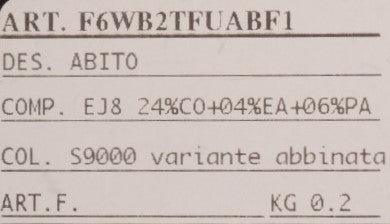 ART. F6WB2TFUABF1
DES. ABITO
COMP. EJ8 24%CO+04%EA+06%PA
COL. S9000 variante abbinata
ART.F. KG 0.2